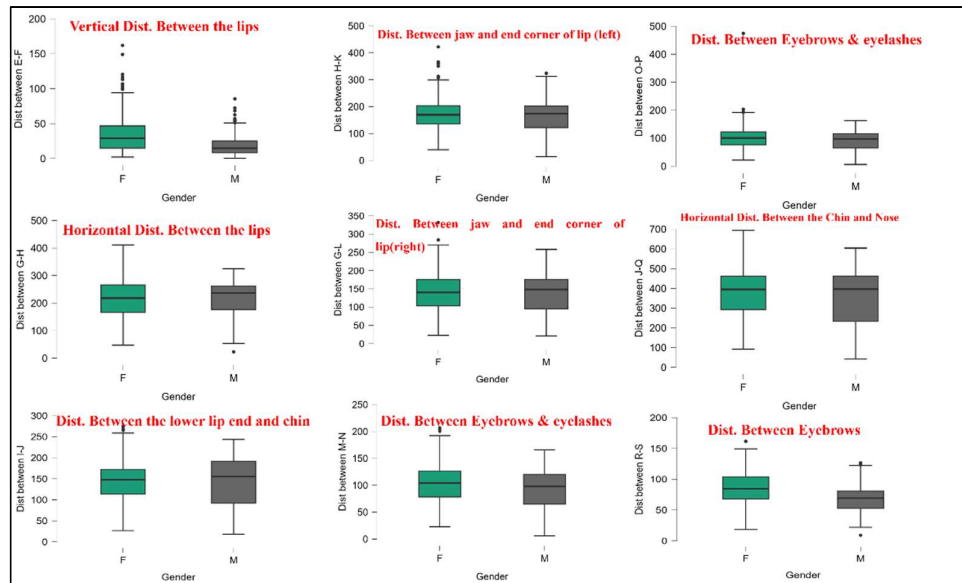 Vertical Dist. Between the lips
200
150
100
50
0
Dist between E-F
F M
Gender
Dist. Between jaw and end corner of lip (left)
500
400
300
200
100
0
Dist between H-K
F M
Gender
Dist. Between Eyebrows & eyelashes
500
400
300
200
100
0
Dist between O-P
F M
Gender
Horizontal Dist. Between the lips
500
400
300
200
100
0
Dist between G-H
F M
Gender
Dist. Between jaw and end corner of
lip(right)
350
300
250
200
150
100
50
0
Dist between G-L
F M
Gender
Horizontal Dist. Between the Chin and Nose
700
600
500
400
300
200
100
0
Dist between J-Q
F M
Gender
Dist. Between the lower lip end and chin
300
250
200
150
100
50
0
Dist between I-J
F M
Gender
Dist. Between Eyebrows & eyelashes
250
200
150
100
50
0
Dist between M-N
F M
Gender
Dist. Between Eyebrows
200
150
100
50
0
Dist between R-S
F M
Gender